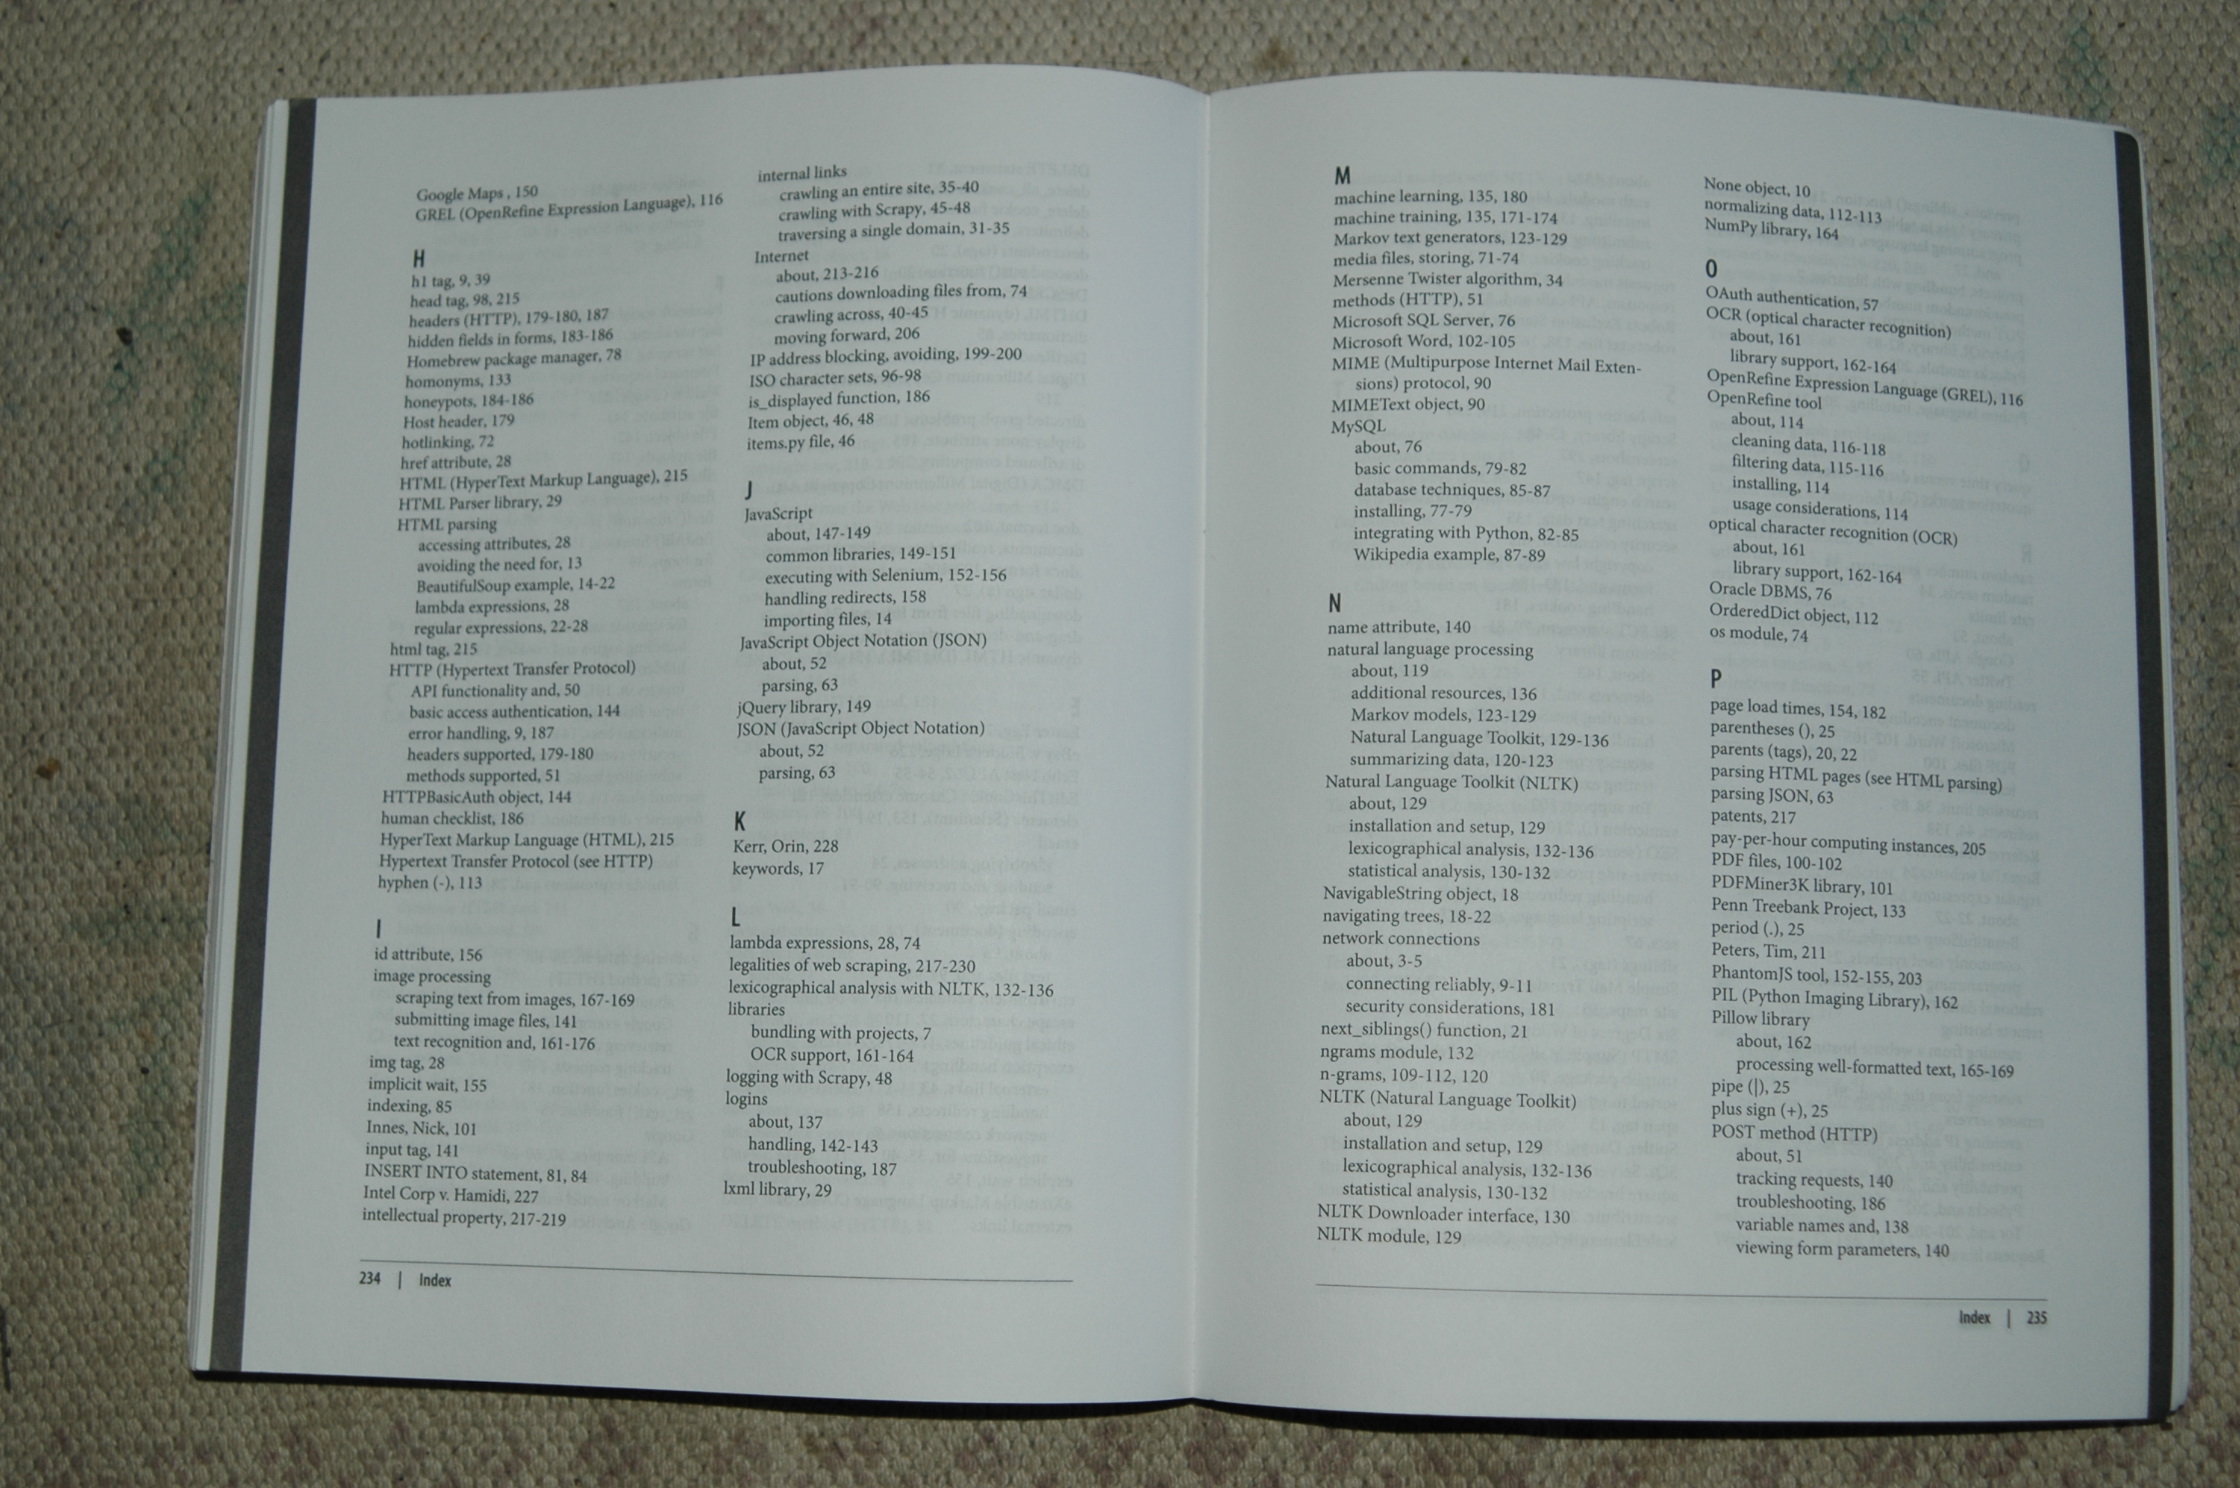 Google Maps , 150
GREL (OpenRefine Expression Language), 116
H
h1 tag, 9, 39
head tag, 98, 215
headers (HTTP), 179-180, 187
hidden fields in forms, 183-186
Homebrew package manager, 78
homonyms, 133
honeypots, 184-186
Host header, 179
hotlinking, 72
href attribute, 28
HTML (HyperText Markup Language), 215
HTML Parser library, 29
HTML parsing
accessing attributes, 28
avoiding the need for, 13
BeautifulSoup example, 14-22
lambda expressions, 28
regular expressions, 22-28
html tag, 215
HTTP (Hypertext Transfer Protocol)
API functionality and, 50
basic access authentication, 144
error handling, 9, 187
headers supported, 179-180
methods supported, 51
HTTPBasicAuth object, 144
human checklist, 186
HyperText Markup Language (HTML), 215
Hypertext Transfer Protocol (see HTTP)
hyphen (-), 113
I
id attribute, 156
image processing
scraping text from images, 167-169
submitting image files, 141
text recognition and, 161-176
img tag, 28
implicit wait, 155
indexing, 85
Innes, Nick, 101
input tag, 141
INSERT INTO statement, 81, 84
Intel Corp v. Hamidi, 227
intellectual property, 217-219
internal links
crawling an entire site, 35-40
crawling with Scrapy, 45-48
traversing a single domain, 31-35
Internet
about, 213-216
cautions downloading files from, 74
crawling across, 40-45
moving forward, 206
IP address blocking, avoiding, 199-200
ISO character sets, 96-98
is_displayed function, 186
Item object, 46, 48
items.py file, 46
J
JavaScript
about, 147-149
common libraries, 149-151
executing with Selenium, 152-156
handling redirects, 158
importing files, 14
JavaScript Object Notation (JSON)
about, 52
parsing, 63
jQuery library, 149
JSON (JavaScript Object Notation)
about, 52
parsing, 63
K
Kerr, Orin, 228
keywords, 17
L
lambda expressions, 28, 74
legalities of web scraping, 217-230
lexicographical analysis with NLTK, 132-136
libraries
bundling with projects, 7
OCR support, 161-164
logging with Scrapy, 48
logins
about, 137
handling, 142-143
troubleshooting, 187
lxml library, 29
234 | Index
M
machine learning, 135, 180
machine training, 135, 171-174
Markov text generators, 123-129
media files, storing, 71-74
Mersenne Twister algorithm, 34
methods (HTTP), 51
Microsoft SQL Server, 76
Microsoft Word, 102-105
MIME (Multipurpose Internet Mail Exten-
sions) protocol, 90
MIMEText object, 90
MySQL
about, 76
basic commands, 79-82
database techniques, 85-87
installing, 77-79
integrating with Python, 82-85
Wikipedia example, 87-89
N
name attribute, 140
natural language processing
about, 119
additional resources, 136
Markov models, 123-129
Natural Language Toolkit, 129-136
summarizing data, 120-123
Natural Language Toolkit (NLTK)
about, 129
installation and setup, 129
lexicographical analysis, 132-136
statistical analysis, 130-132
NavigableString object, 18
navigating trees, 18-22
network connections
about, 3-5
connecting reliably, 9-11
security considerations, 181
next_siblings() function, 21
ngrams module, 132
n-grams, 109-112, 120
NLTK (Natural Language Toolkit)
about, 129
installation and setup, 129
lexicographical analysis, 132-136
statistical analysis, 130-132
NLTK Downloader interface, 130
NLTK module, 129
None object, 10
normalizing data, 112-113
NumPy library, 164
O
OAuth authentication, 57
OCR (optical character recognition)
about, 161
library support, 162-164
OpenRefine Expression Language (GREL), 116
OpenRefine tool
about, 114
cleaning data, 116-118
filtering data, 115-116
installing, 114
usage considerations, 114
optical character recognition (OCR)
about, 161
library support, 162-164
Oracle DBMS, 76
OrderedDict object, 112
os module, 74
P
page load times, 154, 182
parentheses (), 25
parents (tags), 20, 22
parsing HTML pages (see HTML parsing)
parsing JSON, 63
patents, 217
pay-per-hour computing instances, 205
PDF files, 100-102
PDFMiner3K library, 101
Penn Treebank Project, 133
period (.), 25
Peters, Tim, 211
PhantomJS tool, 152-155, 203
PIL (Python Imaging Library), 162
Pillow library
about, 162
processing well-formatted text, 165-169
pipe (|), 25
plus sign (+), 25
POST method (HTTP)
about, 51
tracking requests, 140
troubleshooting, 186
variable names and, 138
viewing form parameters, 140
Index | 235